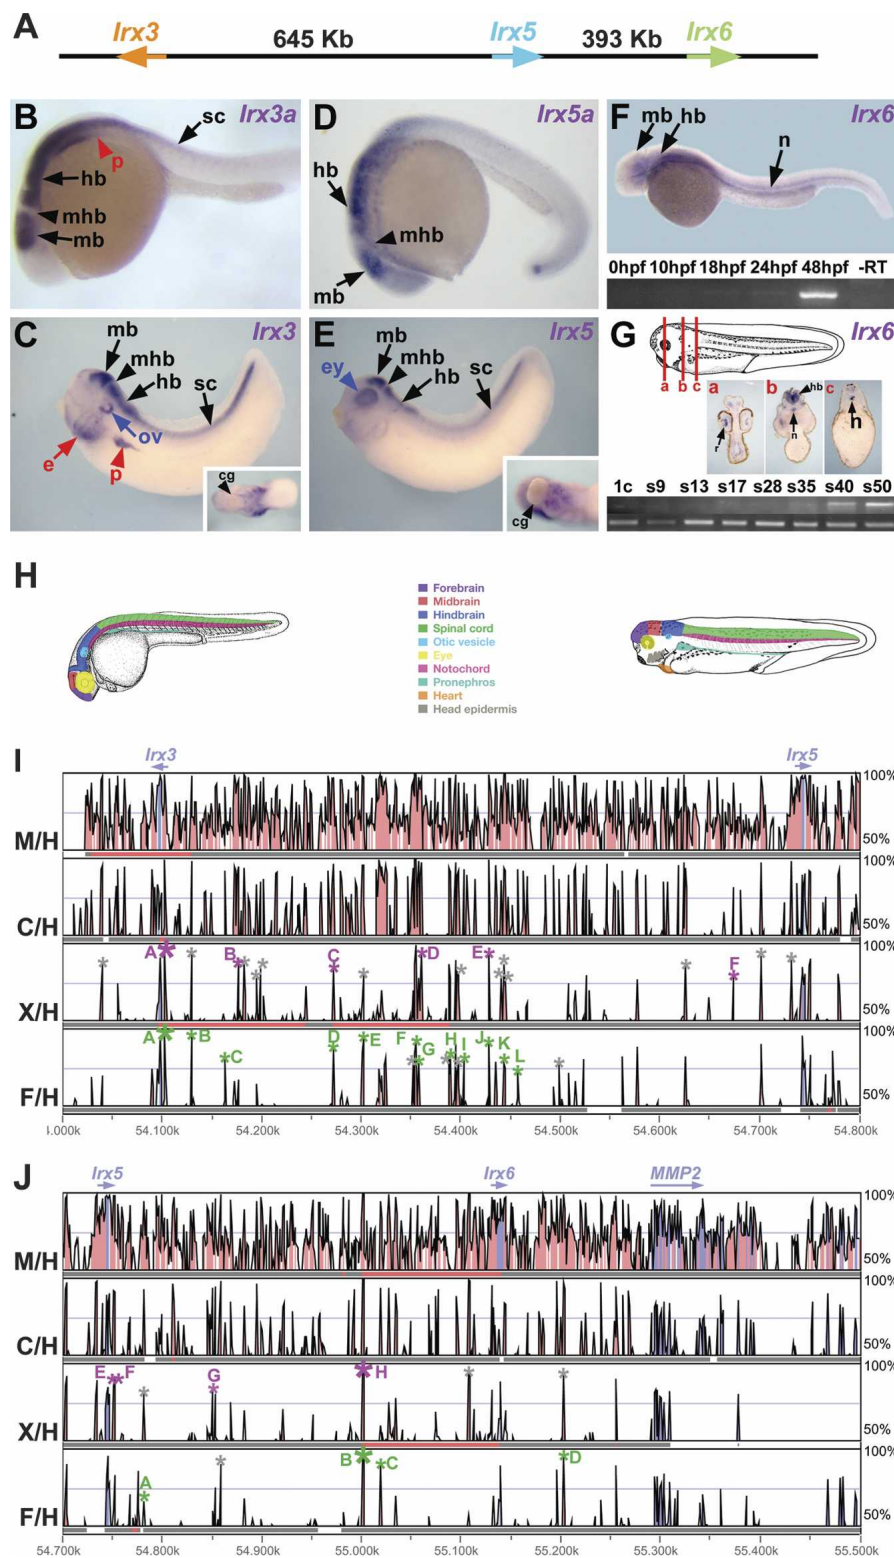 A
Irx3
645 Kb
Irx5
393 Kb
Irx6
B
Irx3a
sc
p
hb
mhb
mb
D
Irx5a
hb
mhb
mb
F
Irx6
mb
hb
n
0hpf 10hpf 18hpf 24hpf 48hpf -RT
C
Irx3
mb
mhb
hb
sc
ov
e
p
cg
E
Irx5
mb
ey
mhb
hb
sc
cg
G
Irx6
a b c
a
r
b
hb
n
c
n
1c s9 s13 s17 s28 s35 s40 s50
H
Forebrain
Midbrain
Hindbrain
Spinal cord
Otic vesicle
Eye
Notochord
Pronephros
Heart
Head epidermis
I
Irx3
Irx5
100%
M/H
50%
100%
C/H
50%
100%
A B C D E F
X/H
50%
100%
A B C D E F G H I J K L
F/H
50%
54.100k 54.200k 54.300k 54.400k 54.500k 54.600k 54.700k 54.800k
J
Irx5
Irx6
MMP2
100%
M/H
50%
100%
C/H
50%
100%
E F G H
X/H
50%
100%
A B C D
F/H
50%
54.700k 54.800k 54.900k 55.000k 55.100k 55.200k 55.300k 55.400k 55.500k